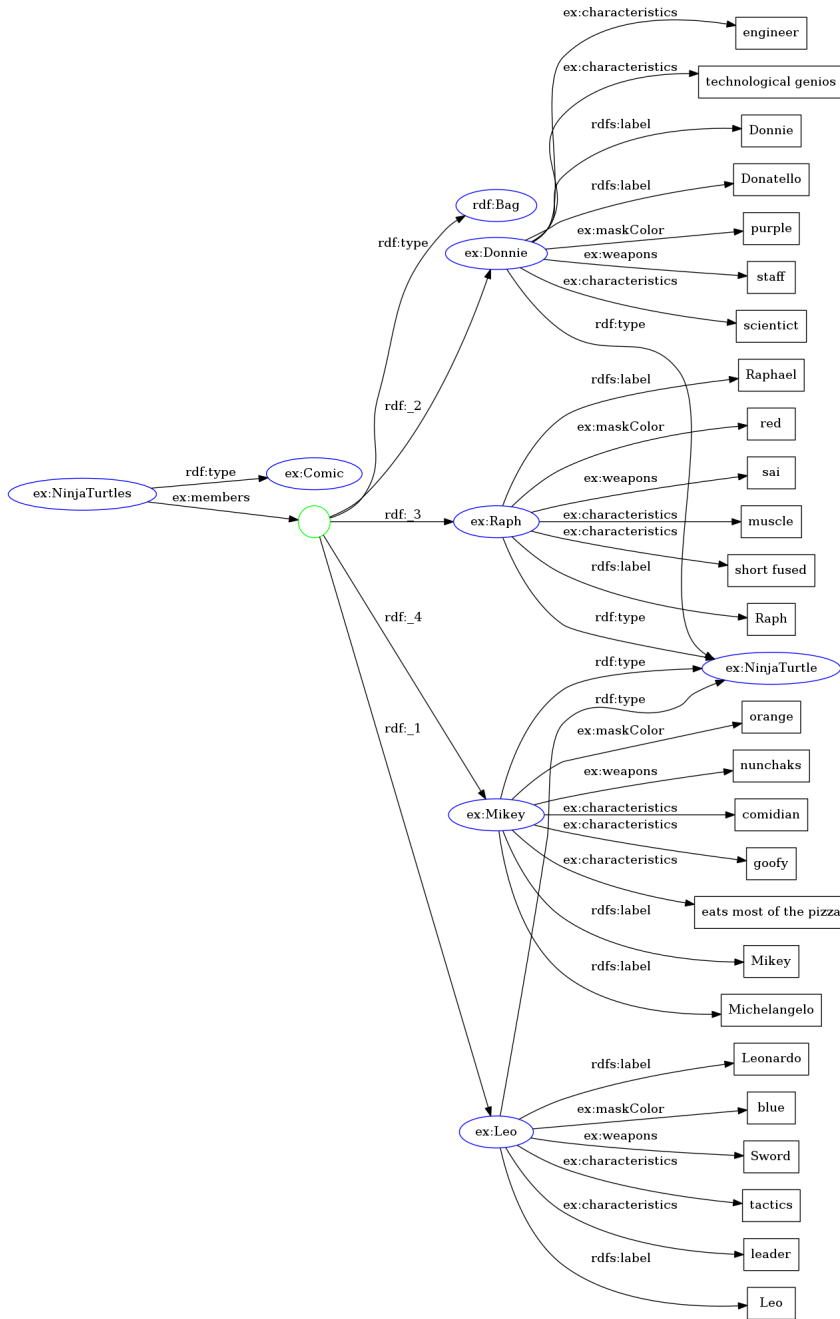 ex:characteristics
engineer
ex:characteristics
technological genios
rdfs:label
Donnie
rdfs:label
Donatello
rdf:Bag
rdf:type
ex:Donnie
ex:maskColor
purple
ex:weapons
staff
ex:characteristics
scientict
rdf:type
rdfs:label
Raphael
rdf:_2
ex:maskColor
red
rdf:type
ex:Comic
ex:weapons
sai
ex:NinjaTurtles
ex:members
rdf:_3
ex:Raph
ex:characteristics
muscle
ex:characteristics
short fused
rdfs:label
Raph
rdf:_4
rdf:type
ex:NinjaTurtle
rdf:type
rdf:type
ex:maskColor
orange
rdf:_1
ex:weapons
nunchaks
ex:Mikey
ex:characteristics
comidian
ex:characteristics
goofy
ex:characteristics
eats most of the pizza
rdfs:label
Mikey
rdfs:label
Michelangelo
rdfs:label
Leonardo
ex:maskColor
blue
ex:Leo
ex:weapons
Sword
ex:characteristics
tactics
ex:characteristics
leader
rdfs:label
Leo